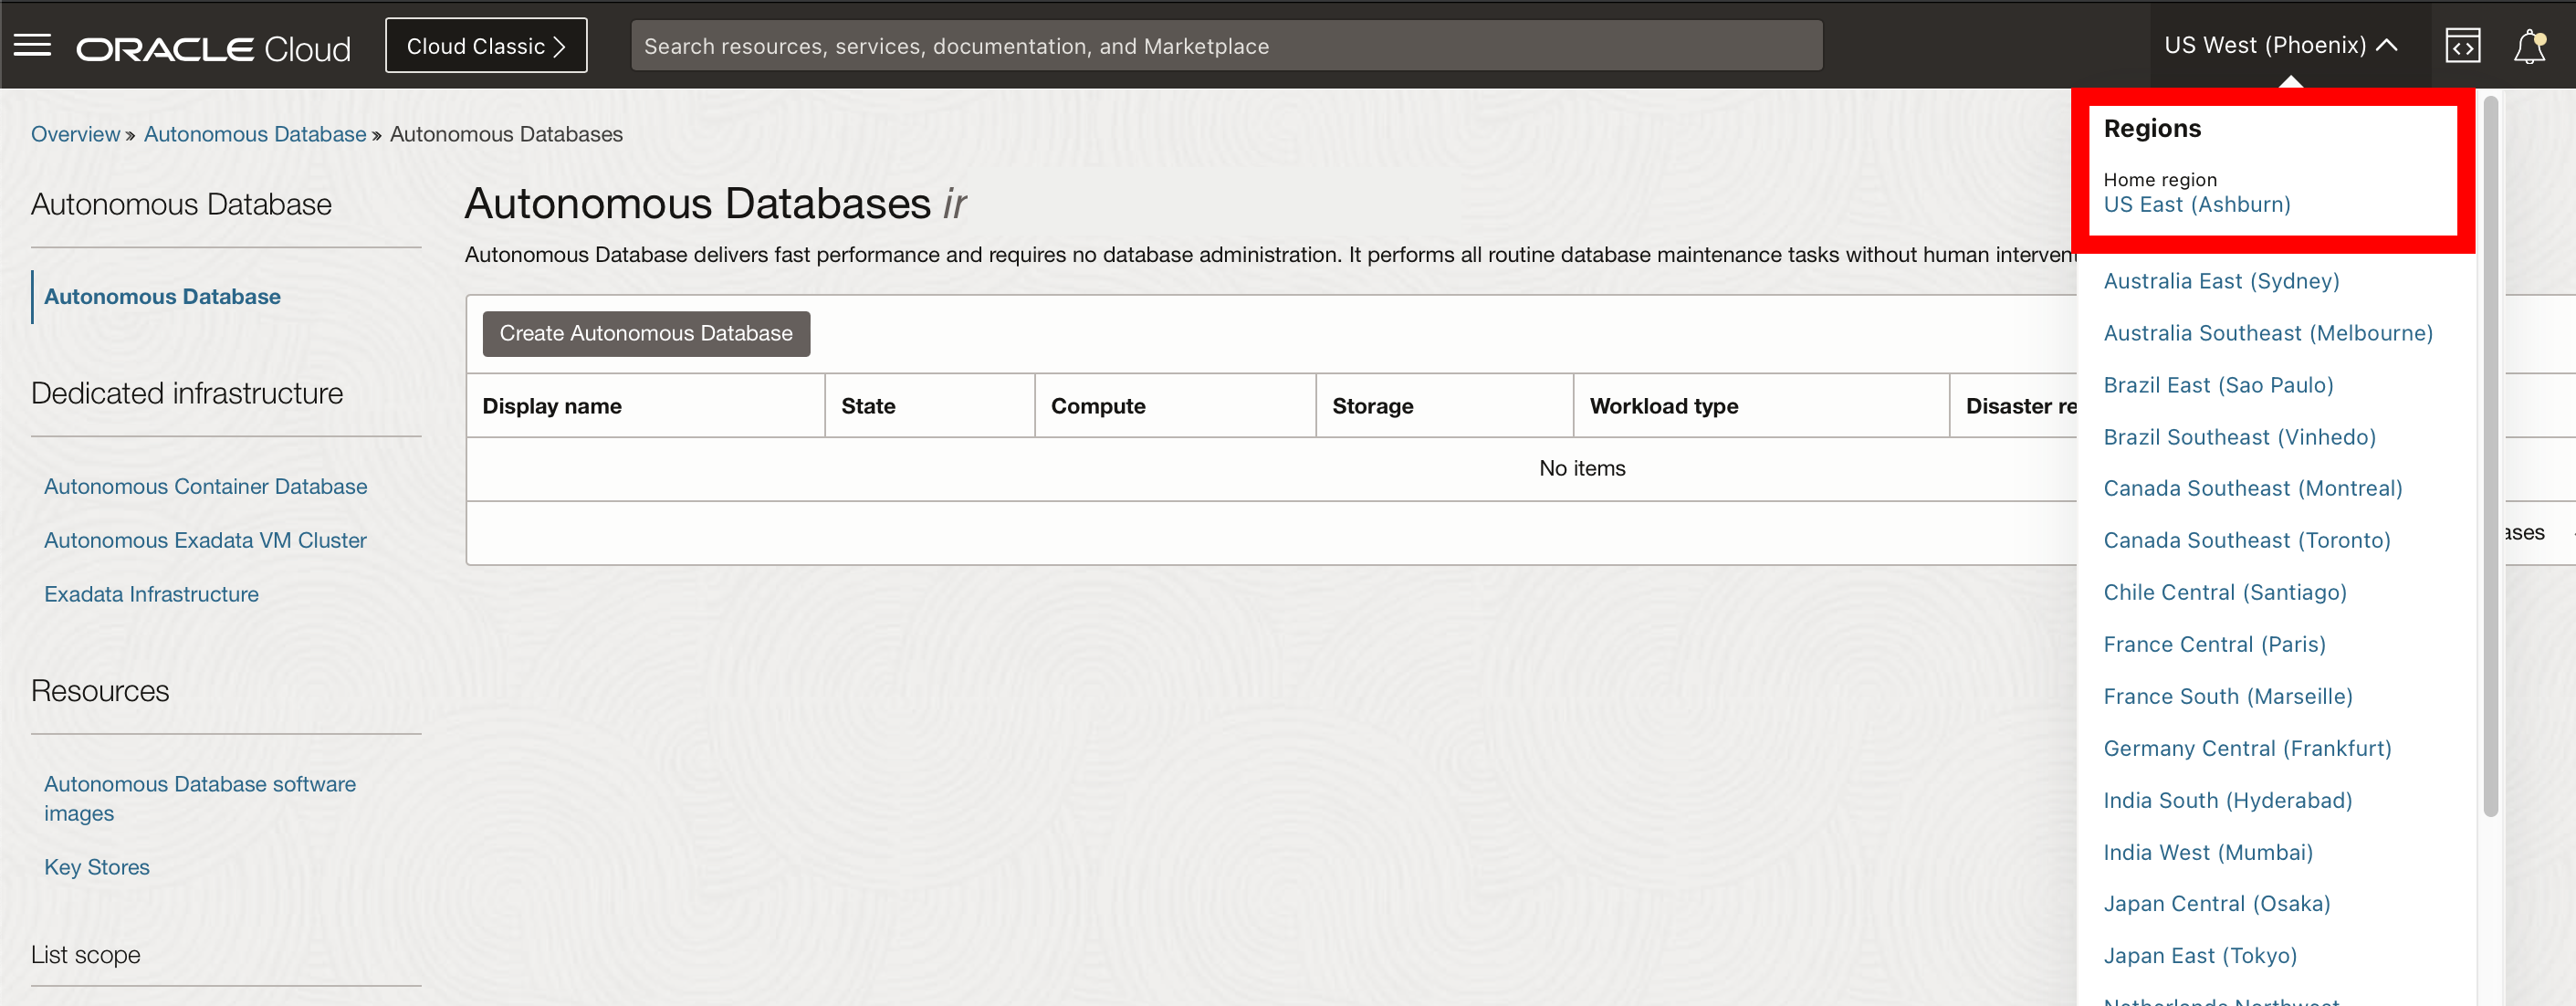 ORACLE Cloud
Cloud Classic
Search resources, services, documentation, and Marketplace
US West (Phoenix)
Overview » Autonomous Database » Autonomous Databases
Autonomous Database
Autonomous Database
Dedicated infrastructure
Autonomous Container Database
Autonomous Exadata VM Cluster
Exadata Infrastructure
Resources
Autonomous Database software
images
Key Stores
List scope
Autonomous Databases ir
Autonomous Database delivers fast performance and requires no database administration. It performs all routine database maintenance tasks without human interven
Create Autonomous Database
Display name State Compute Storage Workload type Disaster re
No items
ases
Regions
Home region
US East (Ashburn)
Australia East (Sydney)
Australia Southeast (Melbourne)
Brazil East (Sao Paulo)
Brazil Southeast (Vinhedo)
Canada Southeast (Montreal)
Canada Southeast (Toronto)
Chile Central (Santiago)
France Central (Paris)
France South (Marseille)
Germany Central (Frankfurt)
India South (Hyderabad)
India West (Mumbai)
Japan Central (Osaka)
Japan East (Tokyo)
Netherlands Northwest